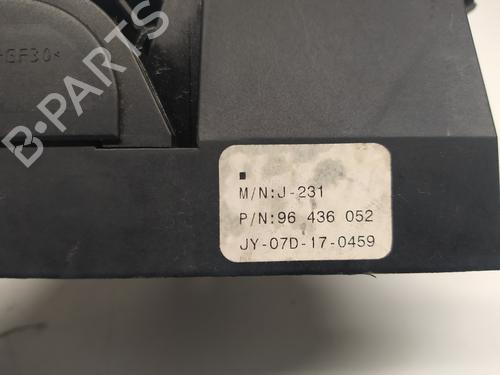 GF30<
B-PARTS
M/N:J-231
P/N:96 436 052
JY-07D-17-0459